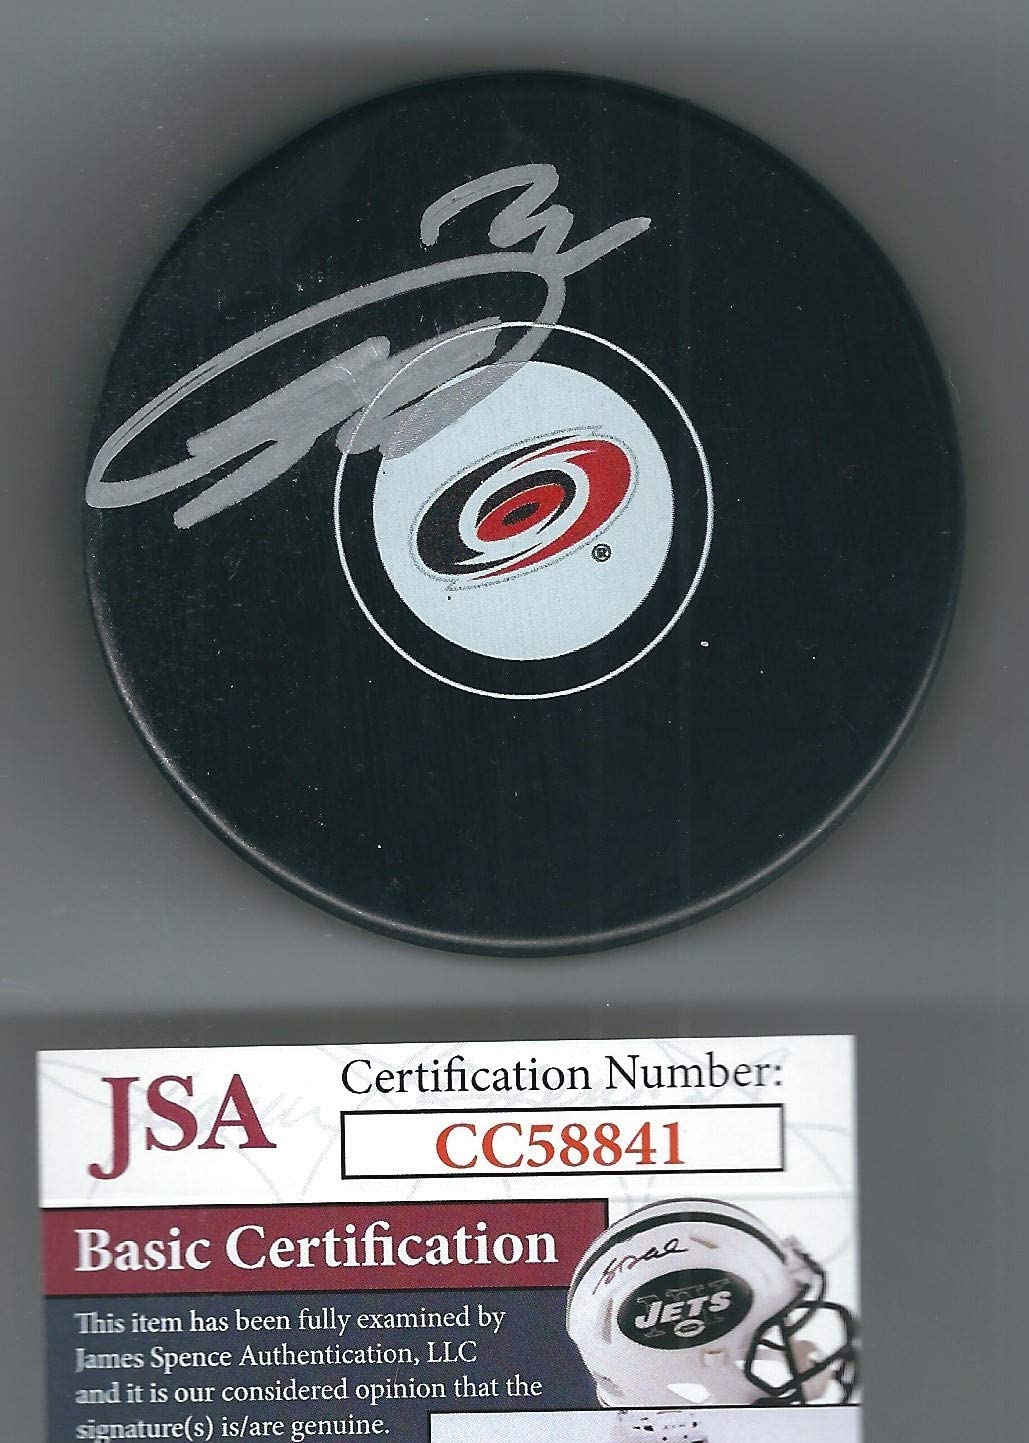 ®
JSA
Certification Number:
CC58841
Basic Certification
This item has been fully examined by
James Spence Authentication, LLC
and it is our considered opinion that the
signature(s) is/are genuine.
JETS